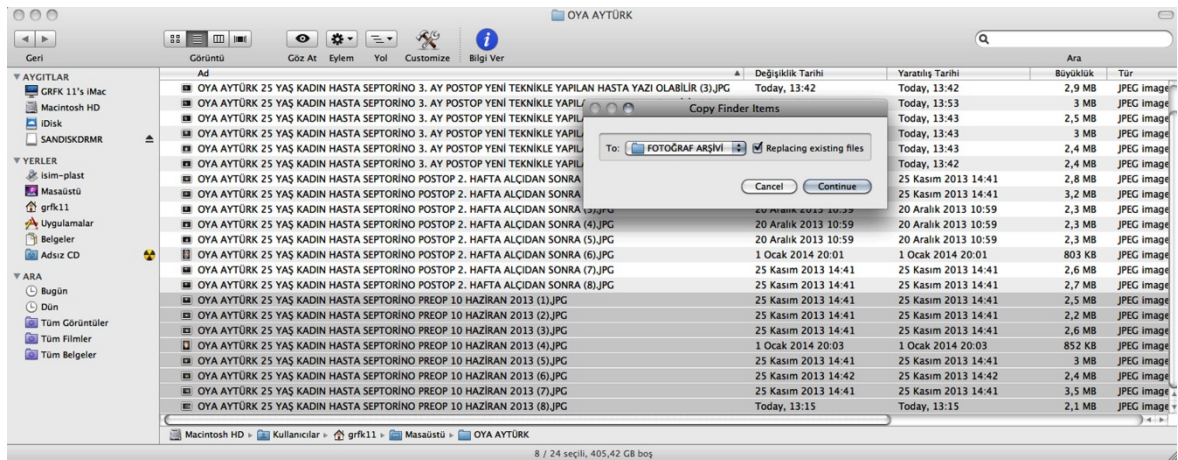 OYA AYTÜRK
Geri Görüntü Göz At Eylem Yol Customize Bilgi Ver Ara
Ad Değişiklik Tarihi Yaratılış Tarihi Büyüklük Tür
AYGITLAR
GRFK 11's iMac
Macintosh HD
iDisk
SANDISKDRMR
YERLER
isim-plast
Masaüstü
grfk11
Uygulamalar
Belgeler
Adsız CD
ARA
Bugün
Dün
Tüm Görüntüler
Tüm Filmler
Tüm Belgeler
OYA AYTÜRK 25 YAŞ KADIN HASTA SEPTORİNO 3. AY POSTOP YENİ TEKNİKLE YAPILAN HASTA YAZI OLABİLİR (3).JPG Today, 13:42 Today, 13:42 2,9 MB JPEG image
OYA AYTÜRK 25 YAŞ KADIN HASTA SEPTORİNO 3. AY POSTOP YENİ TEKNİKLE Today, 13:53 3 MB JPEG image
OYA AYTÜRK 25 YAŞ KADIN HASTA SEPTORİNO 3. AY POSTOP YENİ TEKNİKLE YAPIL Today, 13:43 2,5 MB JPEG image
OYA AYTÜRK 25 YAŞ KADIN HASTA SEPTORİNO 3. AY POSTOP YENİ TEKNİKLE YAPIL Today, 13:43 3 MB JPEG image
OYA AYTÜRK 25 YAŞ KADIN HASTA SEPTORİNO 3. AY POSTOP YENİ TEKNİKLE YAPIL Today, 13:43 2,4 MB JPEG image
OYA AYTÜRK 25 YAŞ KADIN HASTA SEPTORİNO 3. AY POSTOP YENİ TEKNİKLE YAPIL Today, 13:42 2,4 MB JPEG image
OYA AYTÜRK 25 YAŞ KADIN HASTA SEPTORİNO POSTOP 2. HAFTA ALÇIDAN SONRA 25 Kasım 2013 14:41 2,8 MB JPEG image
OYA AYTÜRK 25 YAŞ KADIN HASTA SEPTORİNO POSTOP 2. HAFTA ALÇIDAN SONRA 25 Kasım 2013 14:41 3,2 MB JPEG image
OYA AYTÜRK 25 YAŞ KADIN HASTA SEPTORİNO POSTOP 2. HAFTA ALÇIDAN SONRA (3).JPG 20 Aralık 2013 10:59 20 Aralık 2013 10:59 2,3 MB JPEG image
OYA AYTÜRK 25 YAŞ KADIN HASTA SEPTORİNO POSTOP 2. HAFTA ALÇIDAN SONRA (4).JPG 20 Aralık 2013 10:59 20 Aralık 2013 10:59 2,3 MB JPEG image
OYA AYTÜRK 25 YAŞ KADIN HASTA SEPTORİNO POSTOP 2. HAFTA ALÇIDAN SONRA (5).JPG 20 Aralık 2013 10:59 20 Aralık 2013 10:59 2,3 MB JPEG image
OYA AYTÜRK 25 YAŞ KADIN HASTA SEPTORİNO POSTOP 2. HAFTA ALÇIDAN SONRA (6).JPG 1 Ocak 2014 20:01 1 Ocak 2014 20:01 803 KB JPEG image
OYA AYTÜRK 25 YAŞ KADIN HASTA SEPTORİNO POSTOP 2. HAFTA ALÇIDAN SONRA (7).JPG 25 Kasım 2013 14:41 25 Kasım 2013 14:41 2,6 MB JPEG image
OYA AYTÜRK 25 YAŞ KADIN HASTA SEPTORİNO POSTOP 2. HAFTA ALÇIDAN SONRA (8).JPG 25 Kasım 2013 14:41 25 Kasım 2013 14:41 2,7 MB JPEG image
OYA AYTÜRK 25 YAŞ KADIN HASTA SEPTORİNO PREOP 10 HAZİRAN 2013 (1).JPG 25 Kasım 2013 14:41 25 Kasım 2013 14:41 2,5 MB JPEG image
OYA AYTÜRK 25 YAŞ KADIN HASTA SEPTORİNO PREOP 10 HAZİRAN 2013 (2).JPG 25 Kasım 2013 14:41 25 Kasım 2013 14:41 2,2 MB JPEG image
OYA AYTÜRK 25 YAŞ KADIN HASTA SEPTORİNO PREOP 10 HAZİRAN 2013 (3).JPG 25 Kasım 2013 14:41 25 Kasım 2013 14:41 2,6 MB JPEG image
OYA AYTÜRK 25 YAŞ KADIN HASTA SEPTORİNO PREOP 10 HAZİRAN 2013 (4).JPG 1 Ocak 2014 20:03 1 Ocak 2014 20:03 852 KB JPEG image
OYA AYTÜRK 25 YAŞ KADIN HASTA SEPTORİNO PREOP 10 HAZİRAN 2013 (5).JPG 25 Kasım 2013 14:41 25 Kasım 2013 14:41 3 MB JPEG image
OYA AYTÜRK 25 YAŞ KADIN HASTA SEPTORİNO PREOP 10 HAZİRAN 2013 (6).JPG 25 Kasım 2013 14:42 25 Kasım 2013 14:42 2,4 MB JPEG image
OYA AYTÜRK 25 YAŞ KADIN HASTA SEPTORİNO PREOP 10 HAZİRAN 2013 (7).JPG 25 Kasım 2013 14:41 25 Kasım 2013 14:41 3,5 MB JPEG image
OYA AYTÜRK 25 YAŞ KADIN HASTA SEPTORİNO PREOP 10 HAZİRAN 2013 (8).JPG Today, 13:15 Today, 13:15 2,1 MB JPEG image
Copy Finder Items
To: FOTOĞRAF ARŞİVİ Replacing existing files
Cancel Continue
Macintosh HD Kullanıcılar grfk11 Masaüstü OYA AYTÜRK
8 / 24 seçili, 405,42 GB boş